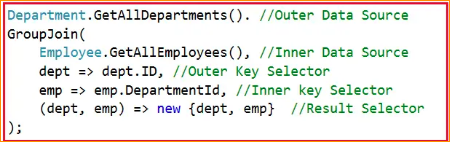 Department.GetAllDepartments(). //Outer Data Source
GroupJoin(
Employee.GetAllEmployees(), //Inner Data Source
dept => dept.ID, //Outer Key Selector
emp => emp.DepartmentId, //Inner key Selector
(dept, emp) => new {dept, emp} //Result Selector
);